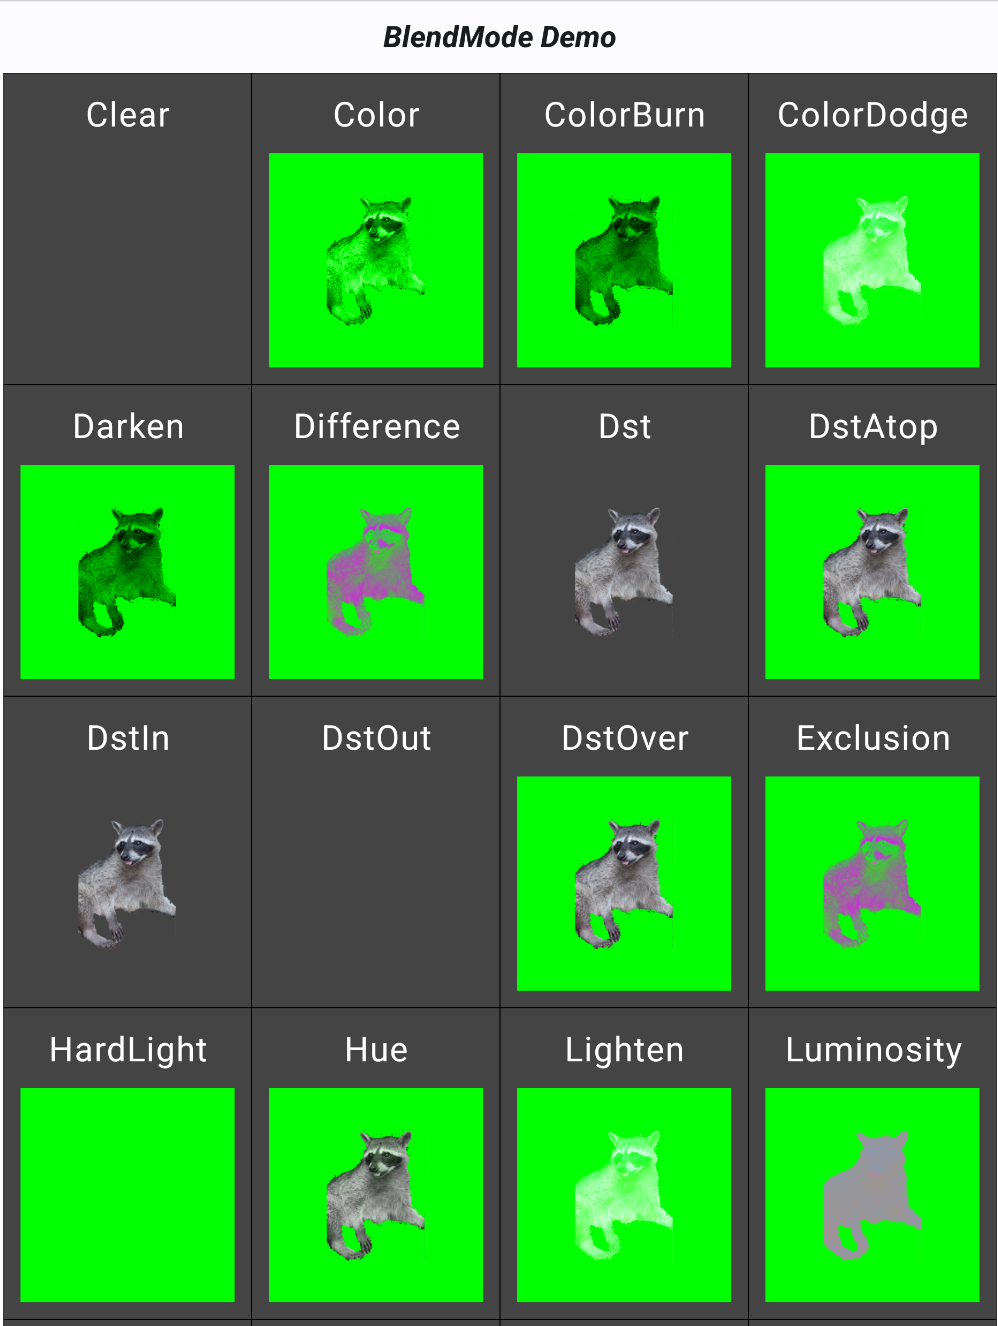 BlendMode Demo
Clear
Color
ColorBurn
ColorDodge
Darken
Difference
Dst
DstAtop
DstIn
DstOut
DstOver
Exclusion
HardLight
Hue
Lighten
Luminosity